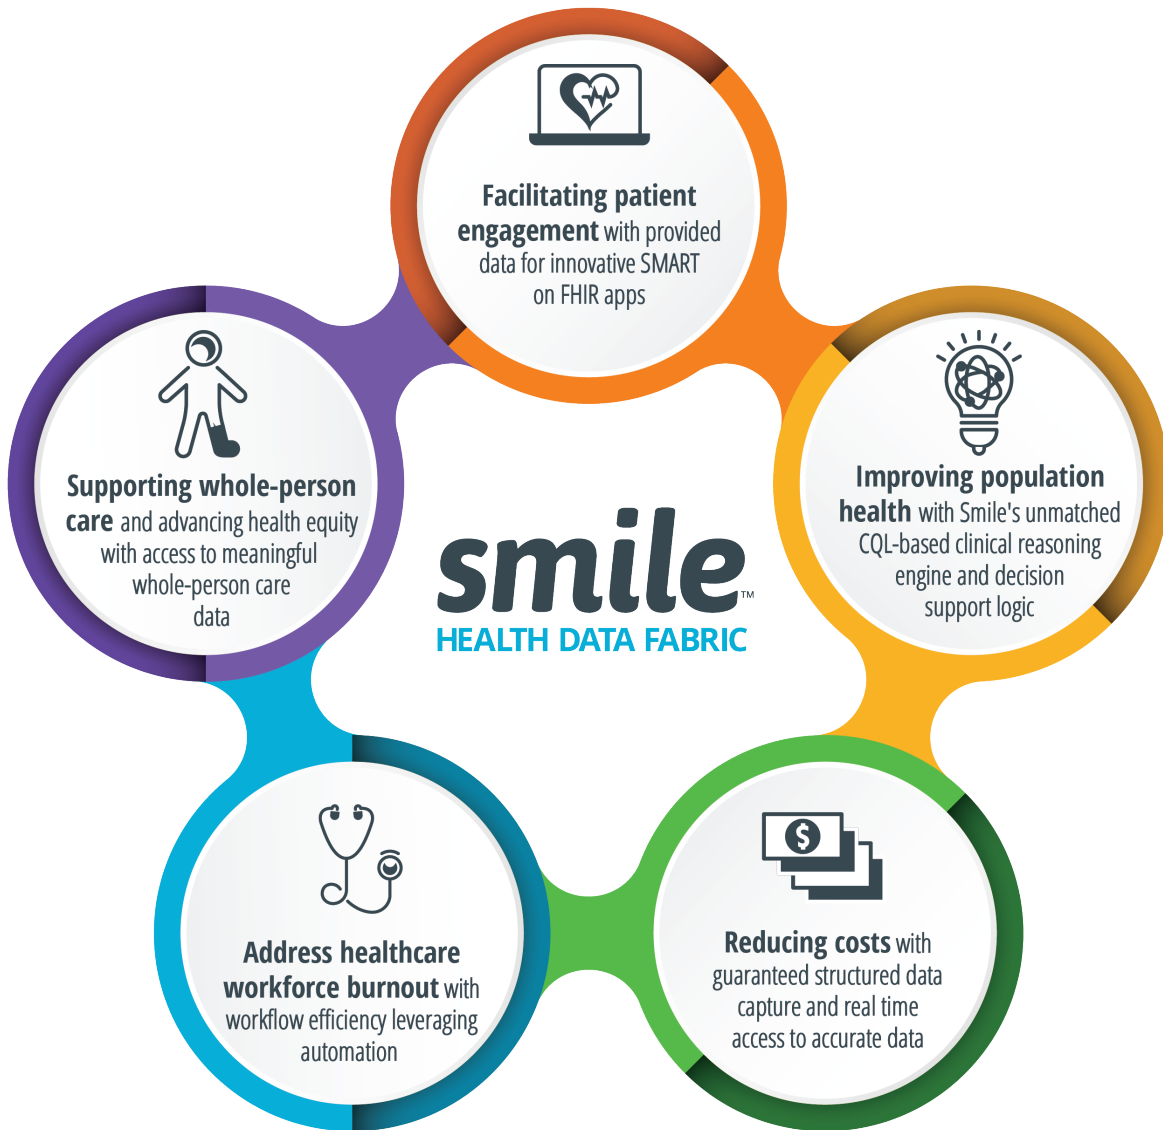 Facilitating patient
engagement with provided
data for innovative SMART
on FHIR apps
Supporting whole-person
care and advancing health equity
with access to meaningful
whole-person care
data
Improving population
health with Smile's unmatched
CQL-based clinical reasoning
engine and decision
support logic
smile™
HEALTH DATA FABRIC
Address healthcare
workforce burnout with
workflow efficiency leveraging
automation
$
Reducing costs with
guaranteed structured data
capture and real time
access to accurate data